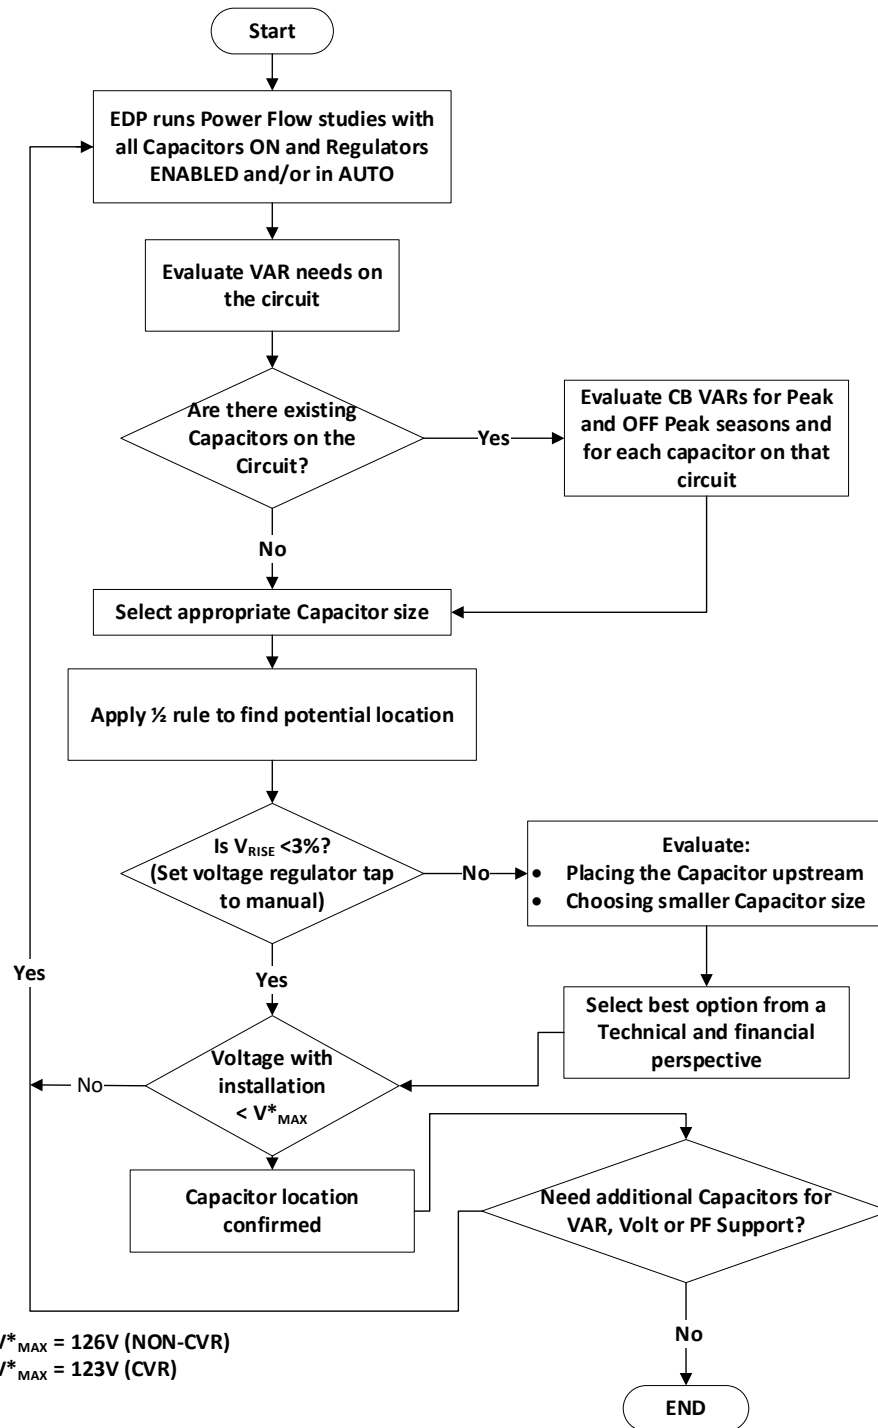 Start
EDP runs Power Flow studies with
all Capacitors ON and Regulators
ENABLED and/or in AUTO
Evaluate VAR needs on
the circuit
Are there existing
Capacitors on the
Circuit?
Yes
Evaluate CB VARs for Peak
and OFF Peak seasons and
for each capacitor on that
circuit
No
Select appropriate Capacitor size
Apply ½ rule to find potential location
Is VRISE <3%?
(Set voltage regulator tap
to manual)
No
Evaluate:
• Placing the Capacitor upstream
• Choosing smaller Capacitor size
Yes
Yes
Select best option from a
Technical and financial
perspective
Voltage with
installation
< V*MAX
No
Capacitor location
confirmed
Need additional Capacitors for
VAR, Volt or PF Support?
No
V*MAX = 126V (NON-CVR)
V*MAX = 123V (CVR)
END